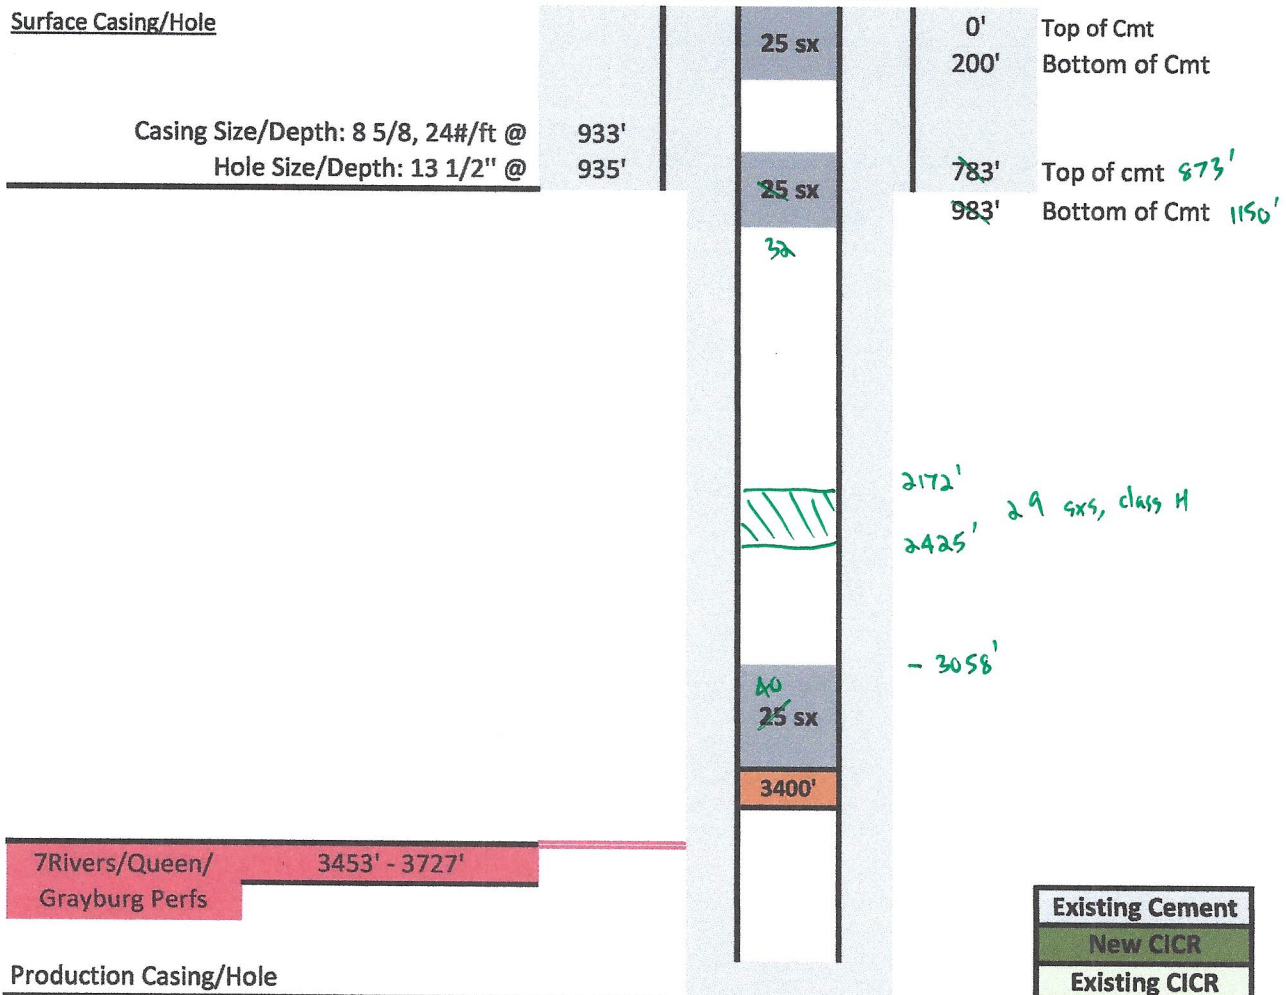 Surface Casing/Hole
25 sx
0' Top of Cmt
200' Bottom of Cmt
Casing Size/Depth: 8 5/8, 24#/ft @ 933'
Hole Size/Depth: 13 1/2" @ 935'
783' Top of cmt 873'
25 sx
983' Bottom of Cmt 1150'
32
2172'
29 sxs, class H
2425'
- 3058'
40
25 sx
3400'
7Rivers/Queen/ 3453' - 3727'
Grayburg Perfs
Existing Cement
New CICR
Existing CICR
Production Casing/Hole